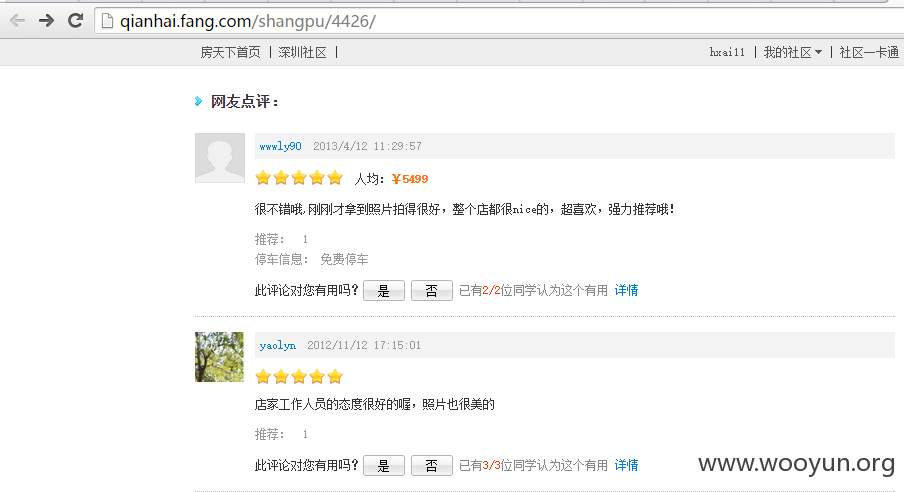 qianhai.fang.com/shangpu/4426/
房天下首页 | 深圳社区 | hxai11 | 我的社区 | 社区一卡通
网友点评：
wwwly90 2013/4/12 11:29:57
人均：￥5499
很不错哦,刚刚才拿到照片拍得很好，整个店都很nice的，超喜欢，强力推荐哦！
推荐： 1
停车信息： 免费停车
此评论对您有用吗？ 是 否 已有2/2位同学认为这个有用 详情
yaolyn 2012/11/12 17:15:01
店家工作人员的态度很好的喔，照片也很美的
推荐： 1
此评论对您有用吗？ 是 否 已有3/3位同学认为这个有用 详情
www.wooyun.org